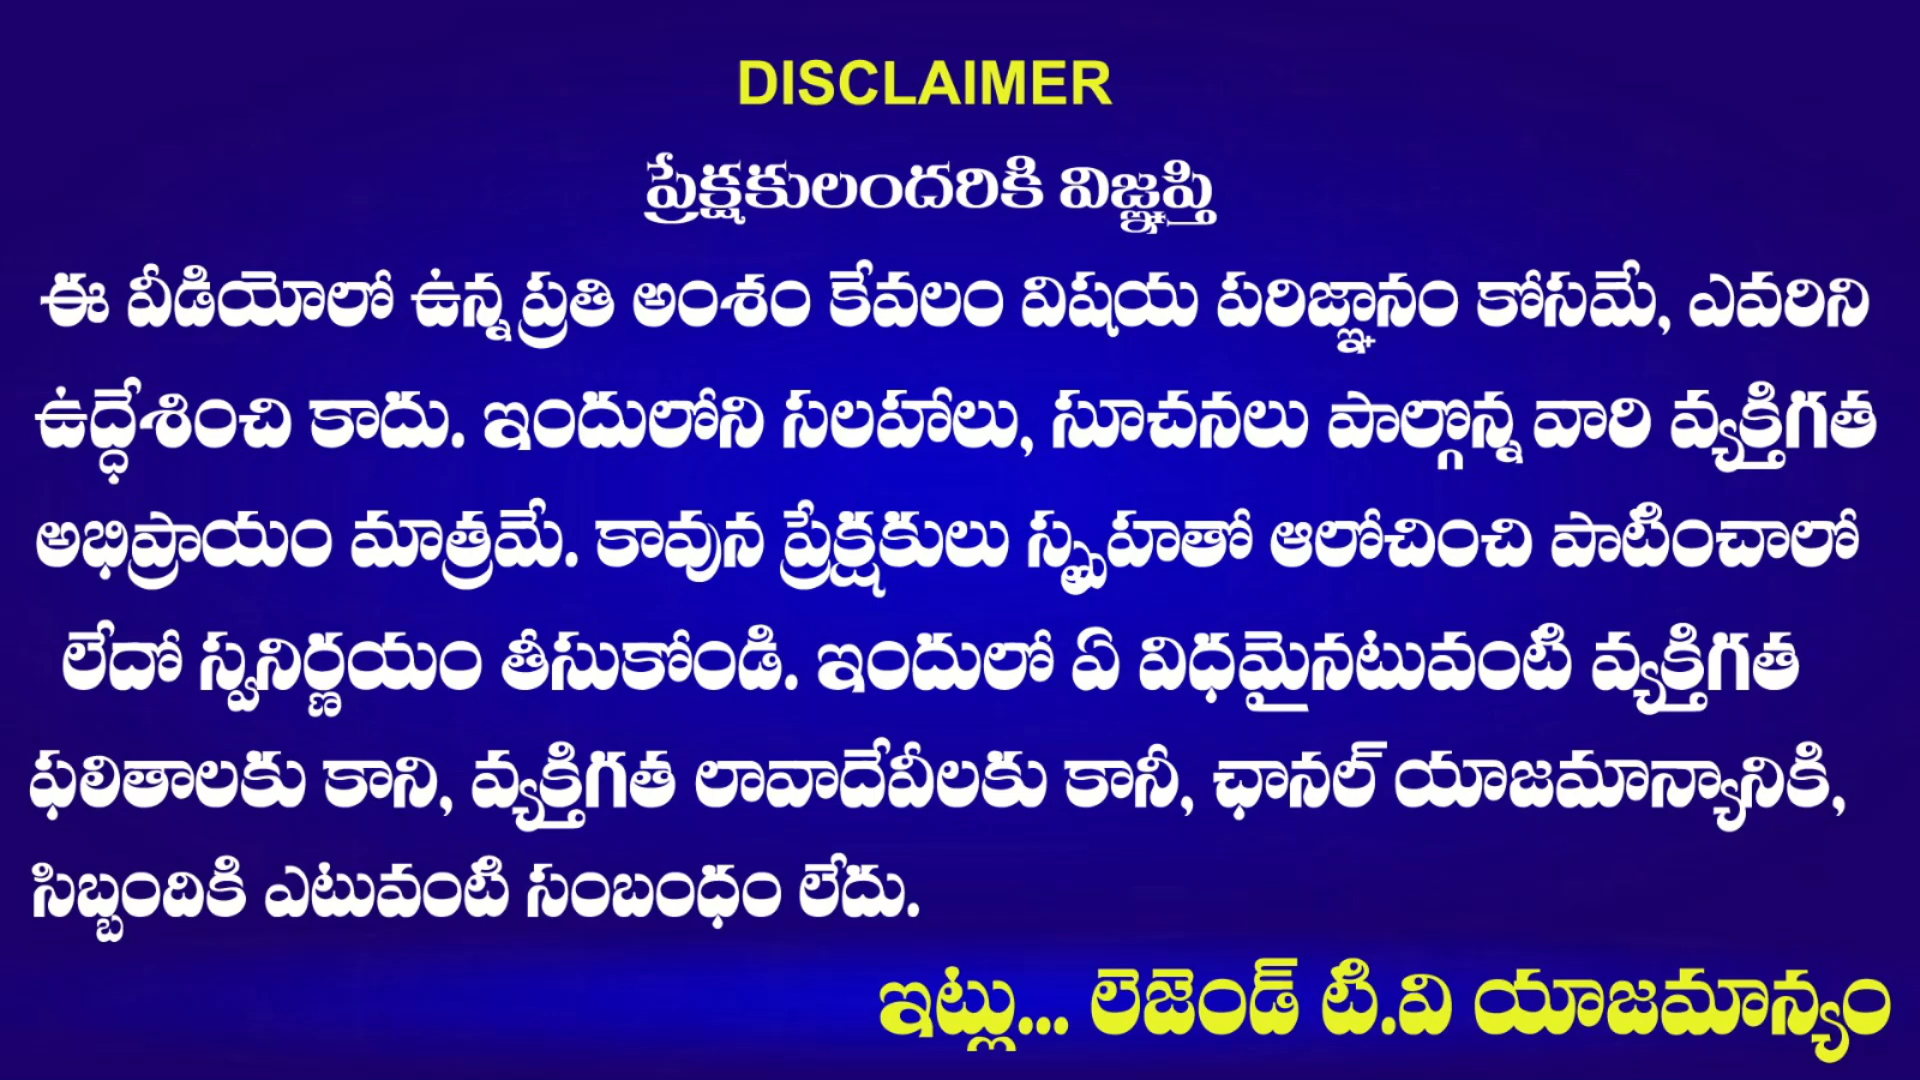 DISCLAIMER
ప్రేక్షకులందరికి విజ్ఞప్తి
ఈ వీడియోలో ఉన్న ప్రతి అంశం కేవలం విషయ పరిజ్ఞానం కోసమే, ఎవరిని
ఉద్ధేశించి కాదు. ఇందులోని సలహాలు, సూచనలు పాల్గొన్న వారి వ్యక్తిగత
అభిప్రాయం మాత్రమే. కావున ప్రేక్షకులు స్పృహతో ఆలోచించి పాటించాలో
లేదో స్వనిర్ణయం తీసుకోండి. ఇందులో ఏ విధమైనటువంటి వ్యక్తిగత
ఫలితాలకు కాని, వ్యక్తిగత లావాదేవీలకు కానీ, ఛానల్ యాజమాన్యానికి,
సిబ్బందికి ఎటువంటి సంబంధం లేదు.
ఇట్లు... లెజెండ్ టి.వి యాజమాన్యం